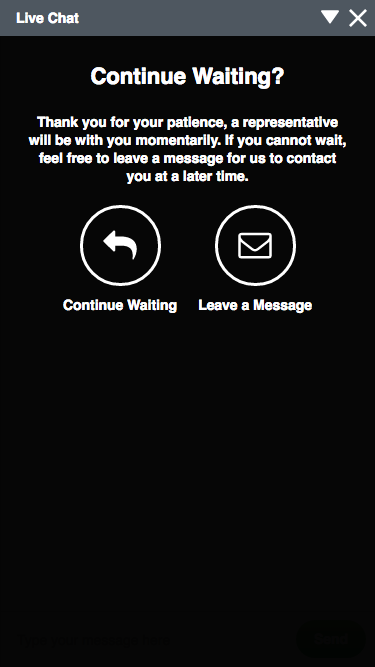 Live Chat
Continue Waiting?
Thank you for your patience, a representative
will be with you momentarily. If you cannot wait,
feel free to leave a message for us to contact
you at a later time.
Continue Waiting
Leave a Message